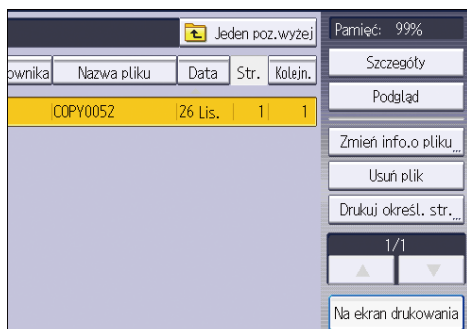 Jeden poz.wyżej
Pamięć: 99%
ownika Nazwa pliku Data Str. Kolejn.
Szczegóły
COPY0052 26 Lis. 1 1
Podgląd
Zmień info.o pliku...
Usuń plik
Drukuj określ. str...
1/1
Na ekran drukowania